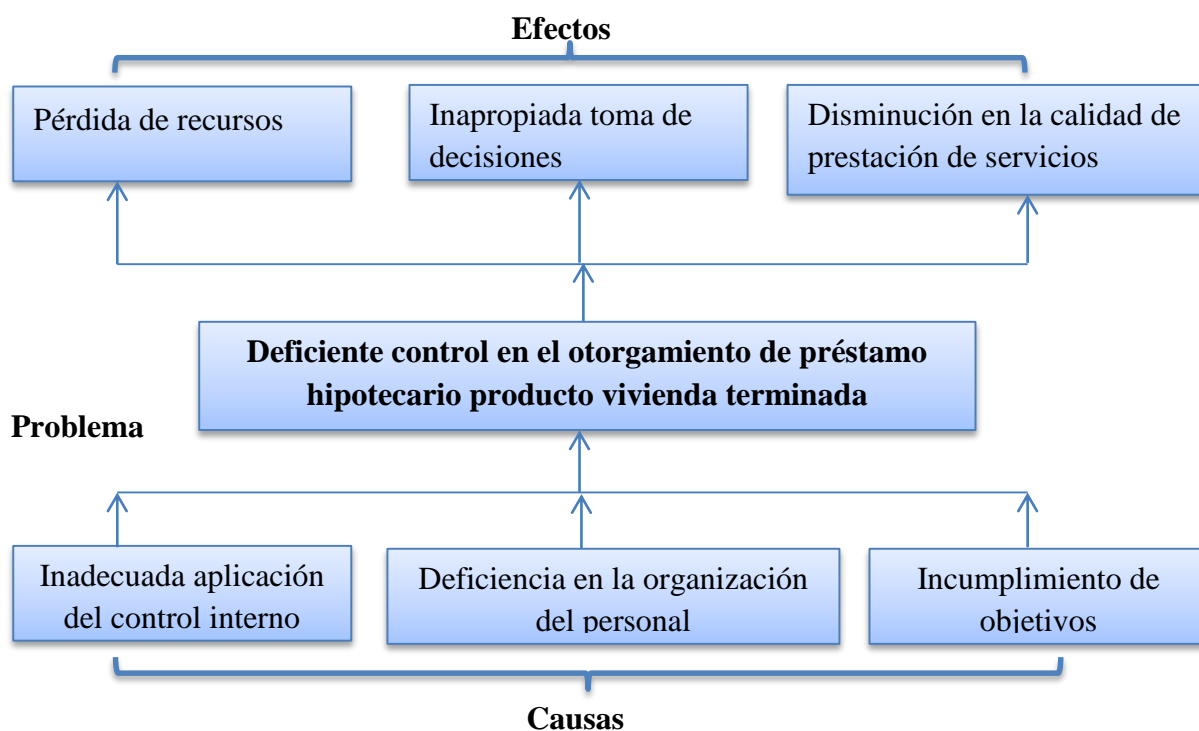 Efectos
Pérdida de recursos
Inapropiada toma de
decisiones
Disminución en la calidad de
prestación de servicios
Deficiente control en el otorgamiento de préstamo
hipotecario producto vivienda terminada
Problema
Inadecuada aplicación
del control interno
Deficiencia en la organización
del personal
Incumplimiento de
objetivos
Causas